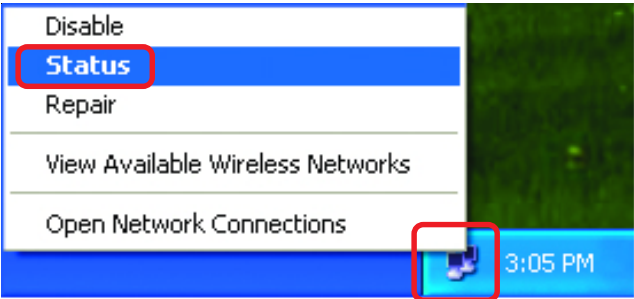 Disable
Status
Repair
View Available Wireless Networks
Open Network Connections
3:05 PM